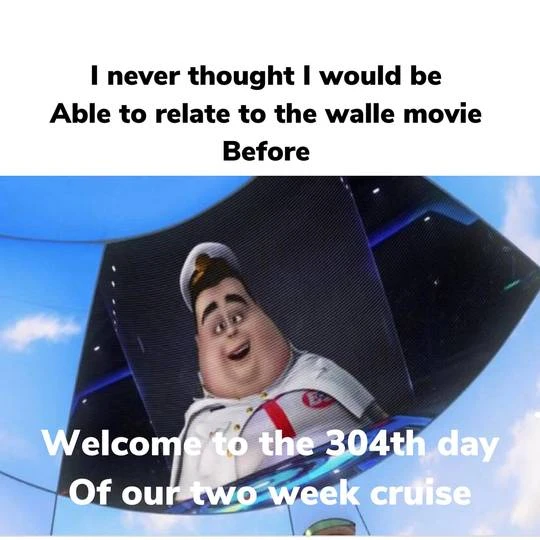 I never thought I would be
Able to relate to the walle movie
Before
Welcome to the 304th day
Of our two week cruise